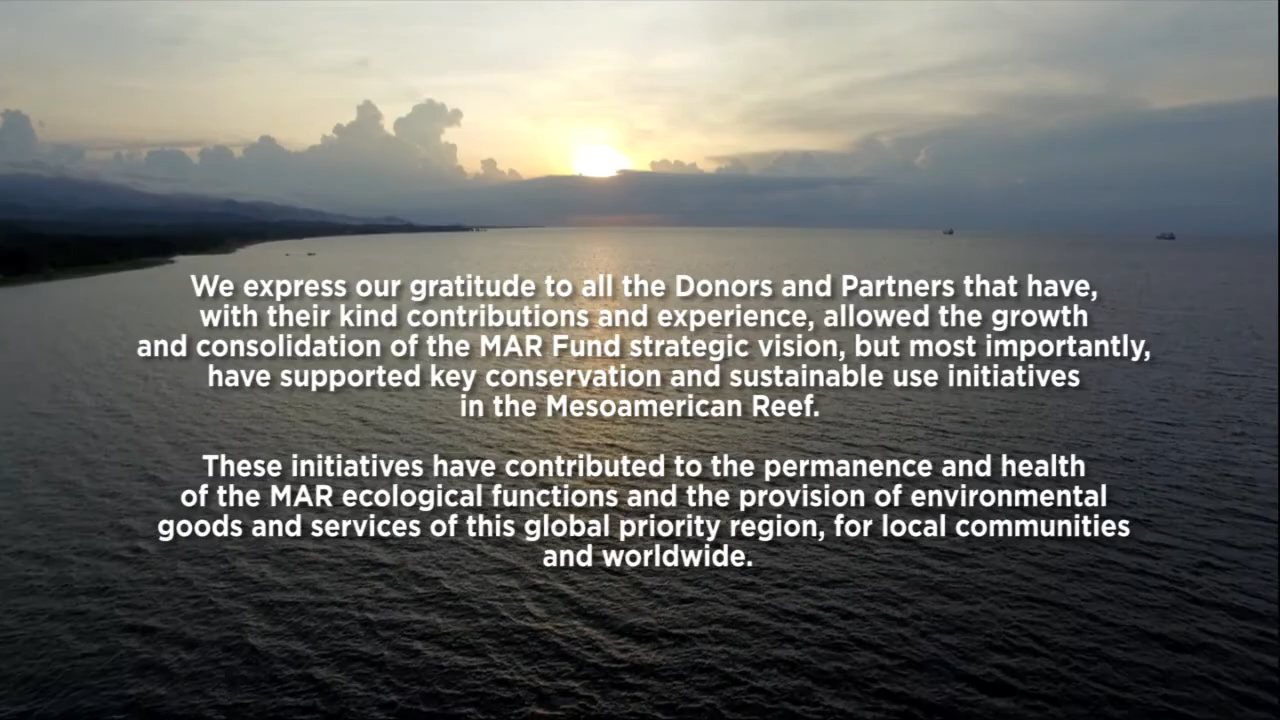 We express our gratitude to all the Donors and Partners that have,
with their kind contributions and experience, allowed the growth
and consolidation of the MAR Fund strategic vision, but most importantly,
have supported key conservation and sustainable use initiatives
in the Mesoamerican Reef.
These initiatives have contributed to the permanence and health
of the MAR ecological functions and the provision of environmental
goods and services of this global priority region, for local communities
and worldwide.